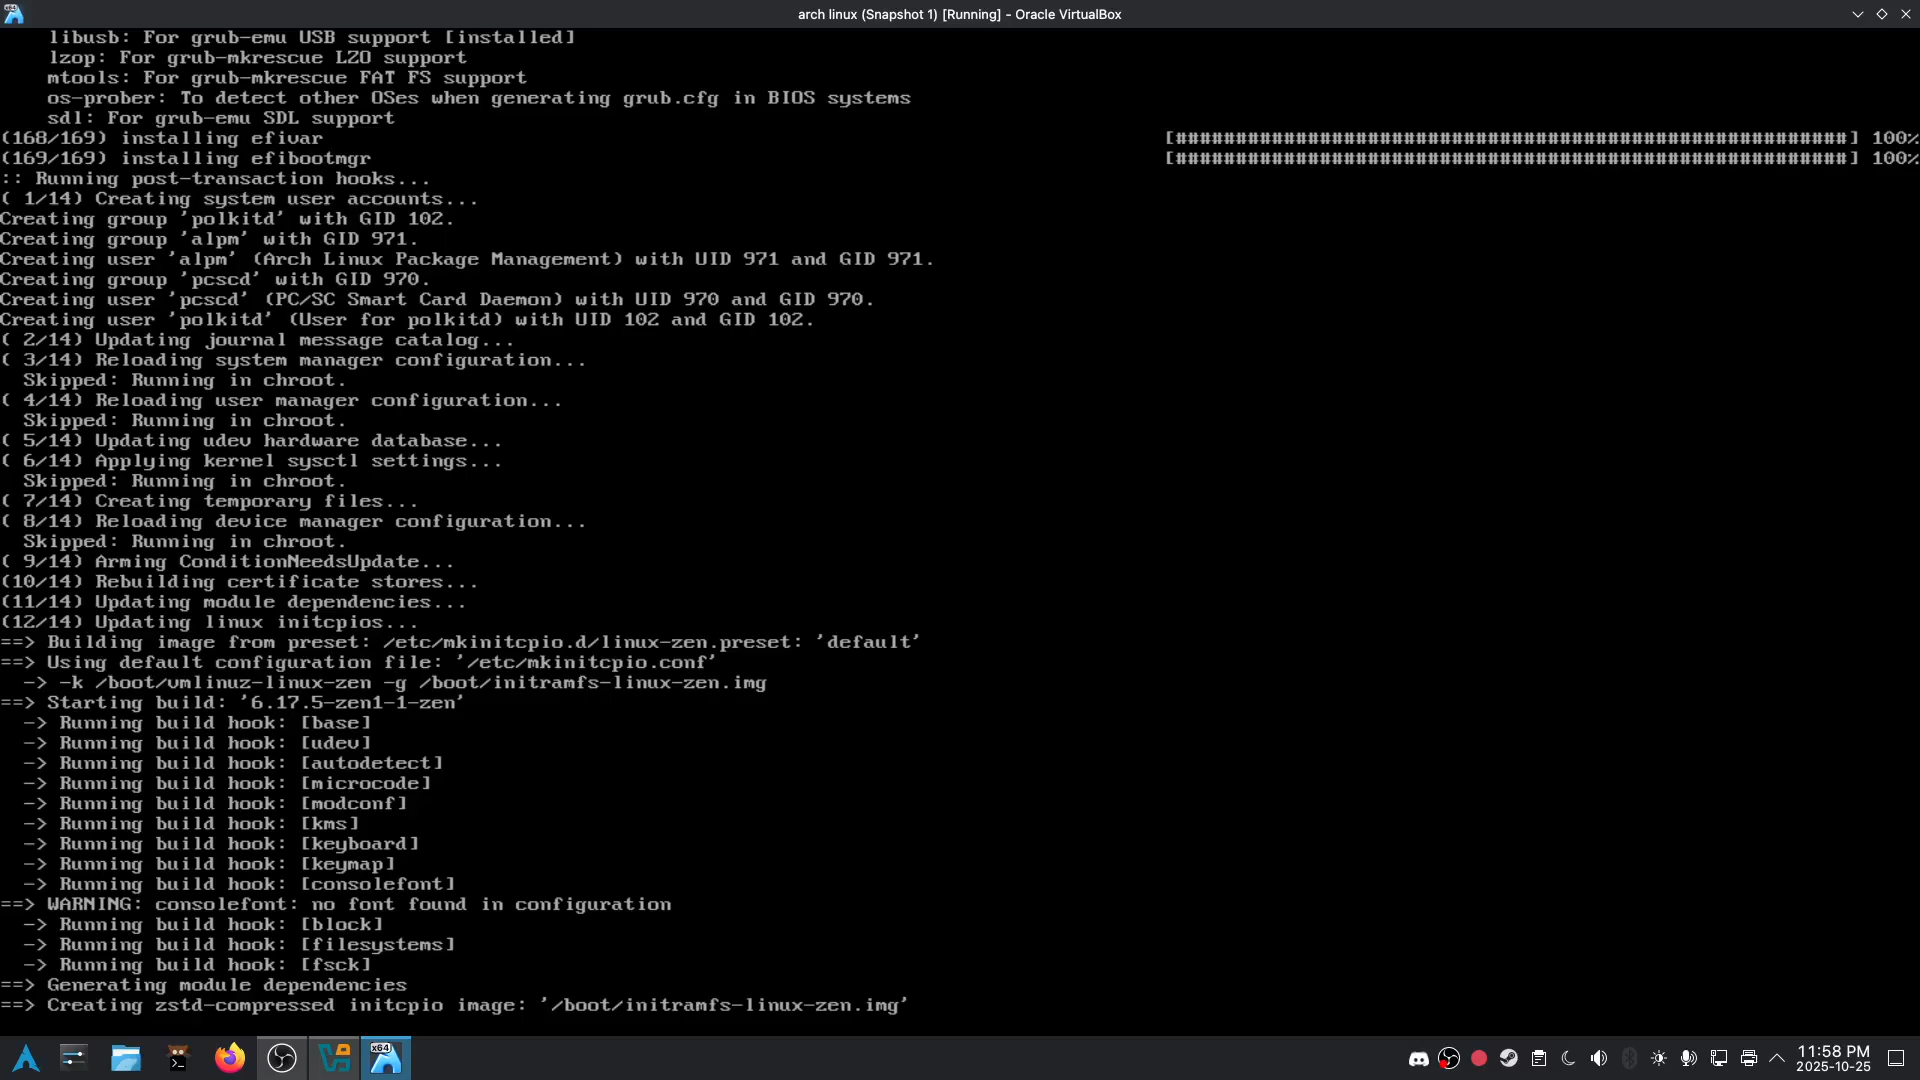 arch linux (Snapshot 1) [Running] - Oracle VirtualBox
libusb: For grub-emu USB support [installed]
lzop: For grub-mkrescue LZO support
mtools: For grub-mkrescue FAT FS support
os-prober: To detect other OSes when generating grub.cfg in BIOS systems
sdl: For grub-emu SDL support
(168/169) installing efivar [########################################################] 100%
(169/169) installing efibootmgr [########################################################] 100%
:: Running post-transaction hooks...
( 1/14) Creating system user accounts...
Creating group 'polkitd' with GID 102.
Creating group 'alpm' with GID 971.
Creating user 'alpm' (Arch Linux Package Management) with UID 971 and GID 971.
Creating group 'pcscd' with GID 970.
Creating user 'pcscd' (PC/SC Smart Card Daemon) with UID 970 and GID 970.
Creating user 'polkitd' (User for polkitd) with UID 102 and GID 102.
( 2/14) Updating journal message catalog...
( 3/14) Reloading system manager configuration...
Skipped: Running in chroot.
( 4/14) Reloading user manager configuration...
Skipped: Running in chroot.
( 5/14) Updating udev hardware database...
( 6/14) Applying kernel sysctl settings...
Skipped: Running in chroot.
( 7/14) Creating temporary files...
( 8/14) Reloading device manager configuration...
Skipped: Running in chroot.
( 9/14) Arming ConditionNeedsUpdate...
(10/14) Rebuilding certificate stores...
(11/14) Updating module dependencies...
(12/14) Updating linux initcpios...
==> Building image from preset: /etc/mkinitcpio.d/linux-zen.preset: 'default'
==> Using default configuration file: '/etc/mkinitcpio.conf'
-> -k /boot/vmlinuz-linux-zen -g /boot/initramfs-linux-zen.img
==> Starting build: '6.17.5-zen1-1-zen'
-> Running build hook: [base]
-> Running build hook: [udev]
-> Running build hook: [autodetect]
-> Running build hook: [microcode]
-> Running build hook: [modconf]
-> Running build hook: [kms]
-> Running build hook: [keyboard]
-> Running build hook: [keymap]
-> Running build hook: [consolefont]
==> WARNING: consolefont: no font found in configuration
-> Running build hook: [block]
-> Running build hook: [filesystems]
-> Running build hook: [fsck]
==> Generating module dependencies
==> Creating zstd-compressed initcpio image: '/boot/initramfs-linux-zen.img'
x64
11:58 PM
2025-10-25